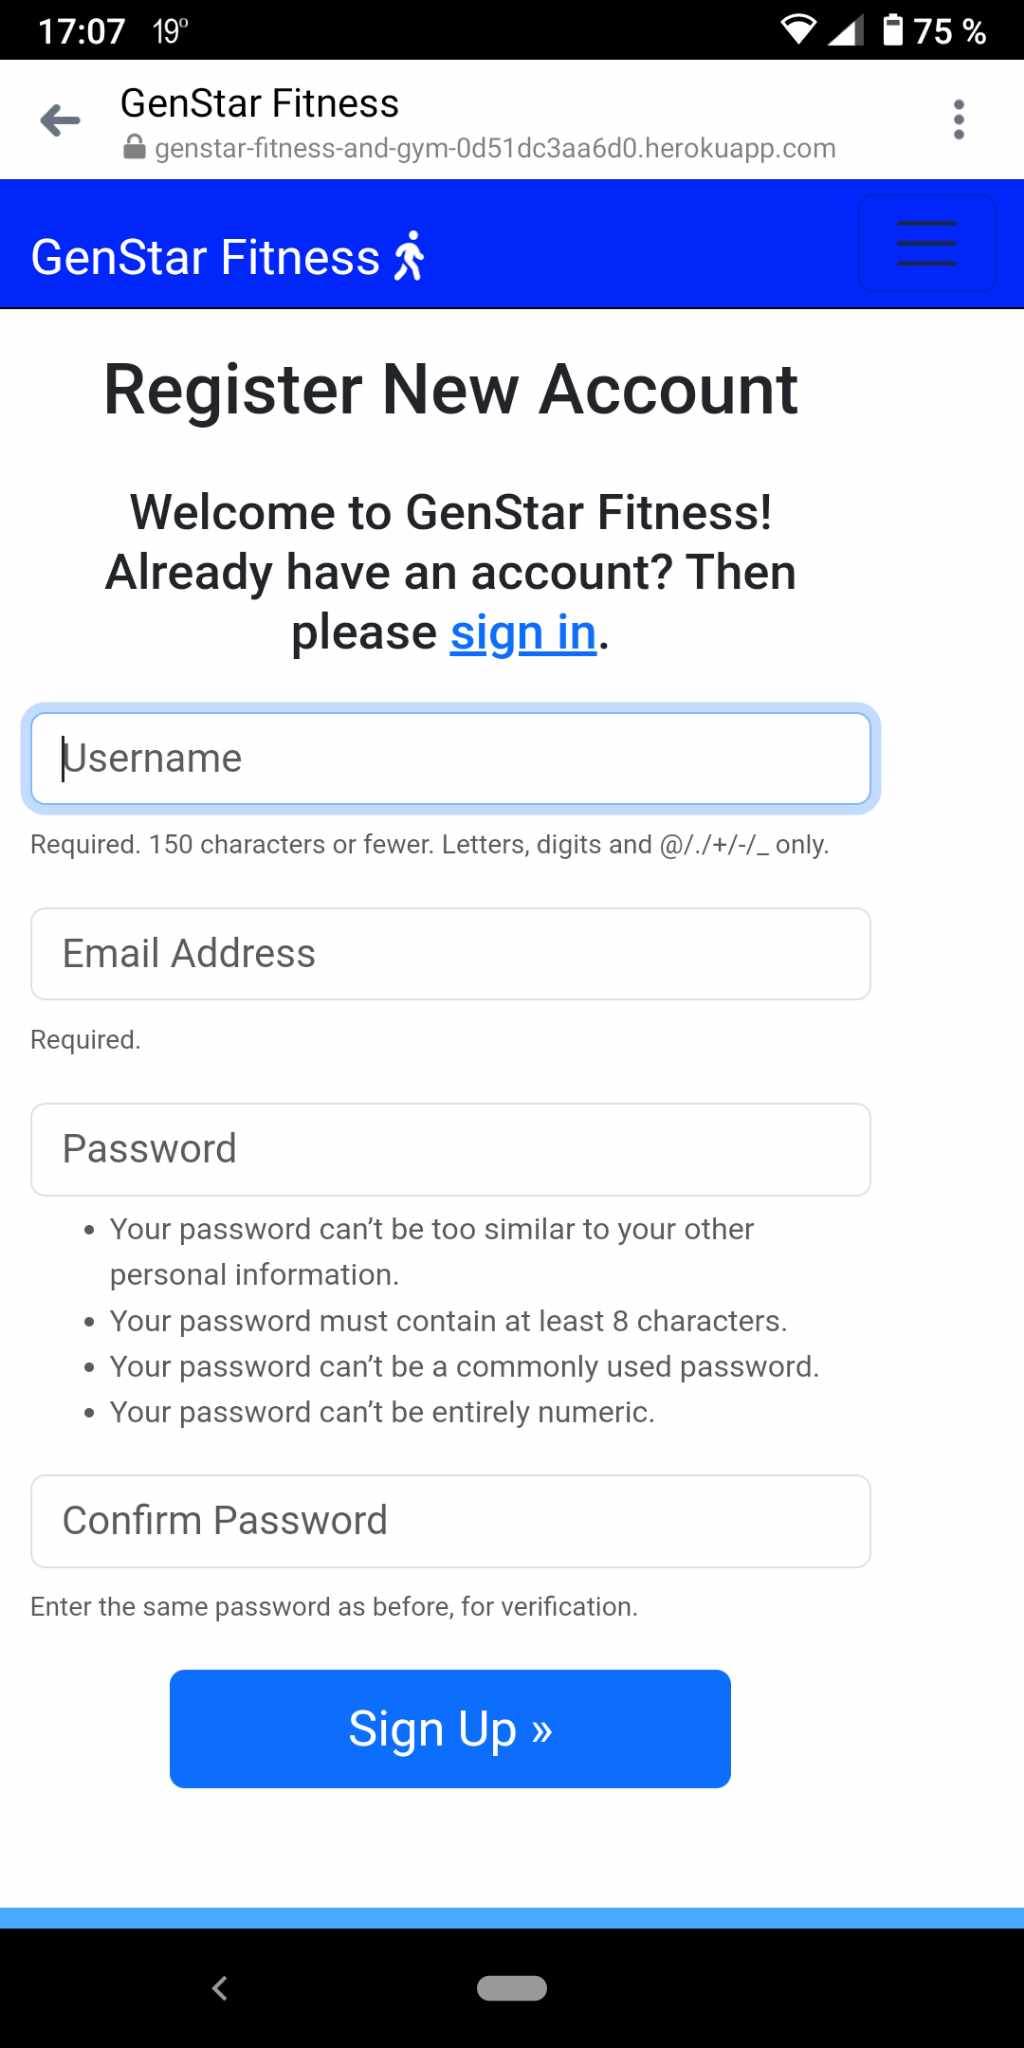 17:07 19° 75 %
GenStar Fitness
genstar-fitness-and-gym-0d51dc3aa6d0.herokuapp.com
GenStar Fitness
Register New Account
Welcome to GenStar Fitness!
Already have an account? Then
please sign in.
Username
Required. 150 characters or fewer. Letters, digits and @/./+/-/_ only.
Email Address
Required.
Password
• Your password can’t be too similar to your other
personal information.
• Your password must contain at least 8 characters.
• Your password can’t be a commonly used password.
• Your password can’t be entirely numeric.
Confirm Password
Enter the same password as before, for verification.
Sign Up »